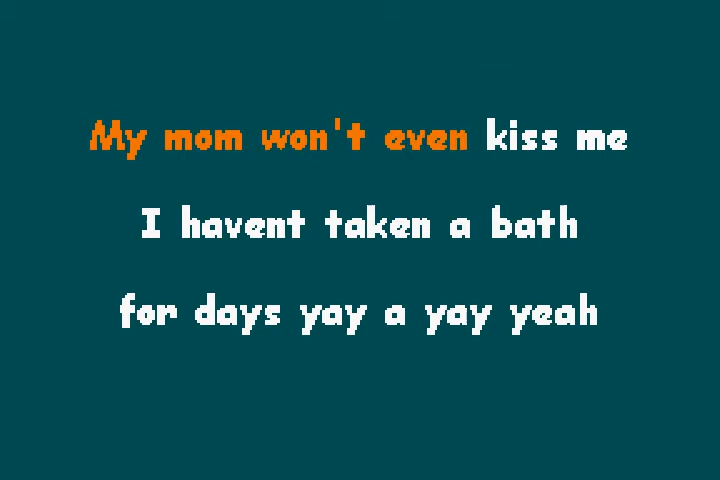 My mom won't even kiss me
I havent taken a bath
for days yay a yay yeah